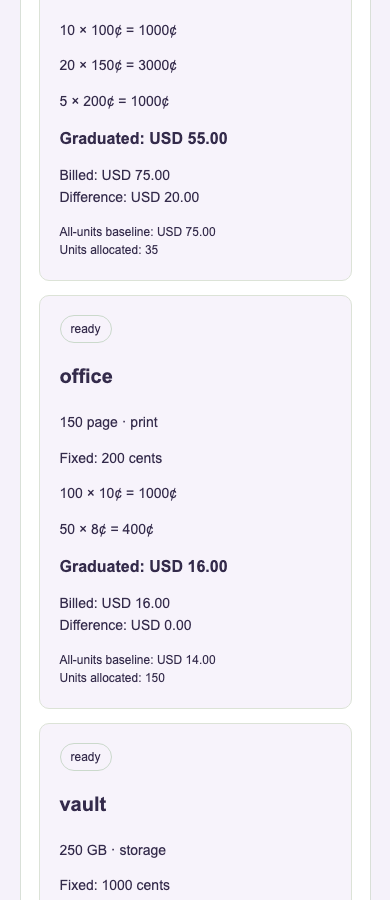 10 × 100¢ = 1000¢
20 × 150¢ = 3000¢
5 × 200¢ = 1000¢
Graduated: USD 55.00
Billed: USD 75.00
Difference: USD 20.00
All-units baseline: USD 75.00
Units allocated: 35
ready
office
150 page · print
Fixed: 200 cents
100 × 10¢ = 1000¢
50 × 8¢ = 400¢
Graduated: USD 16.00
Billed: USD 16.00
Difference: USD 0.00
All-units baseline: USD 14.00
Units allocated: 150
ready
vault
250 GB · storage
Fixed: 1000 cents